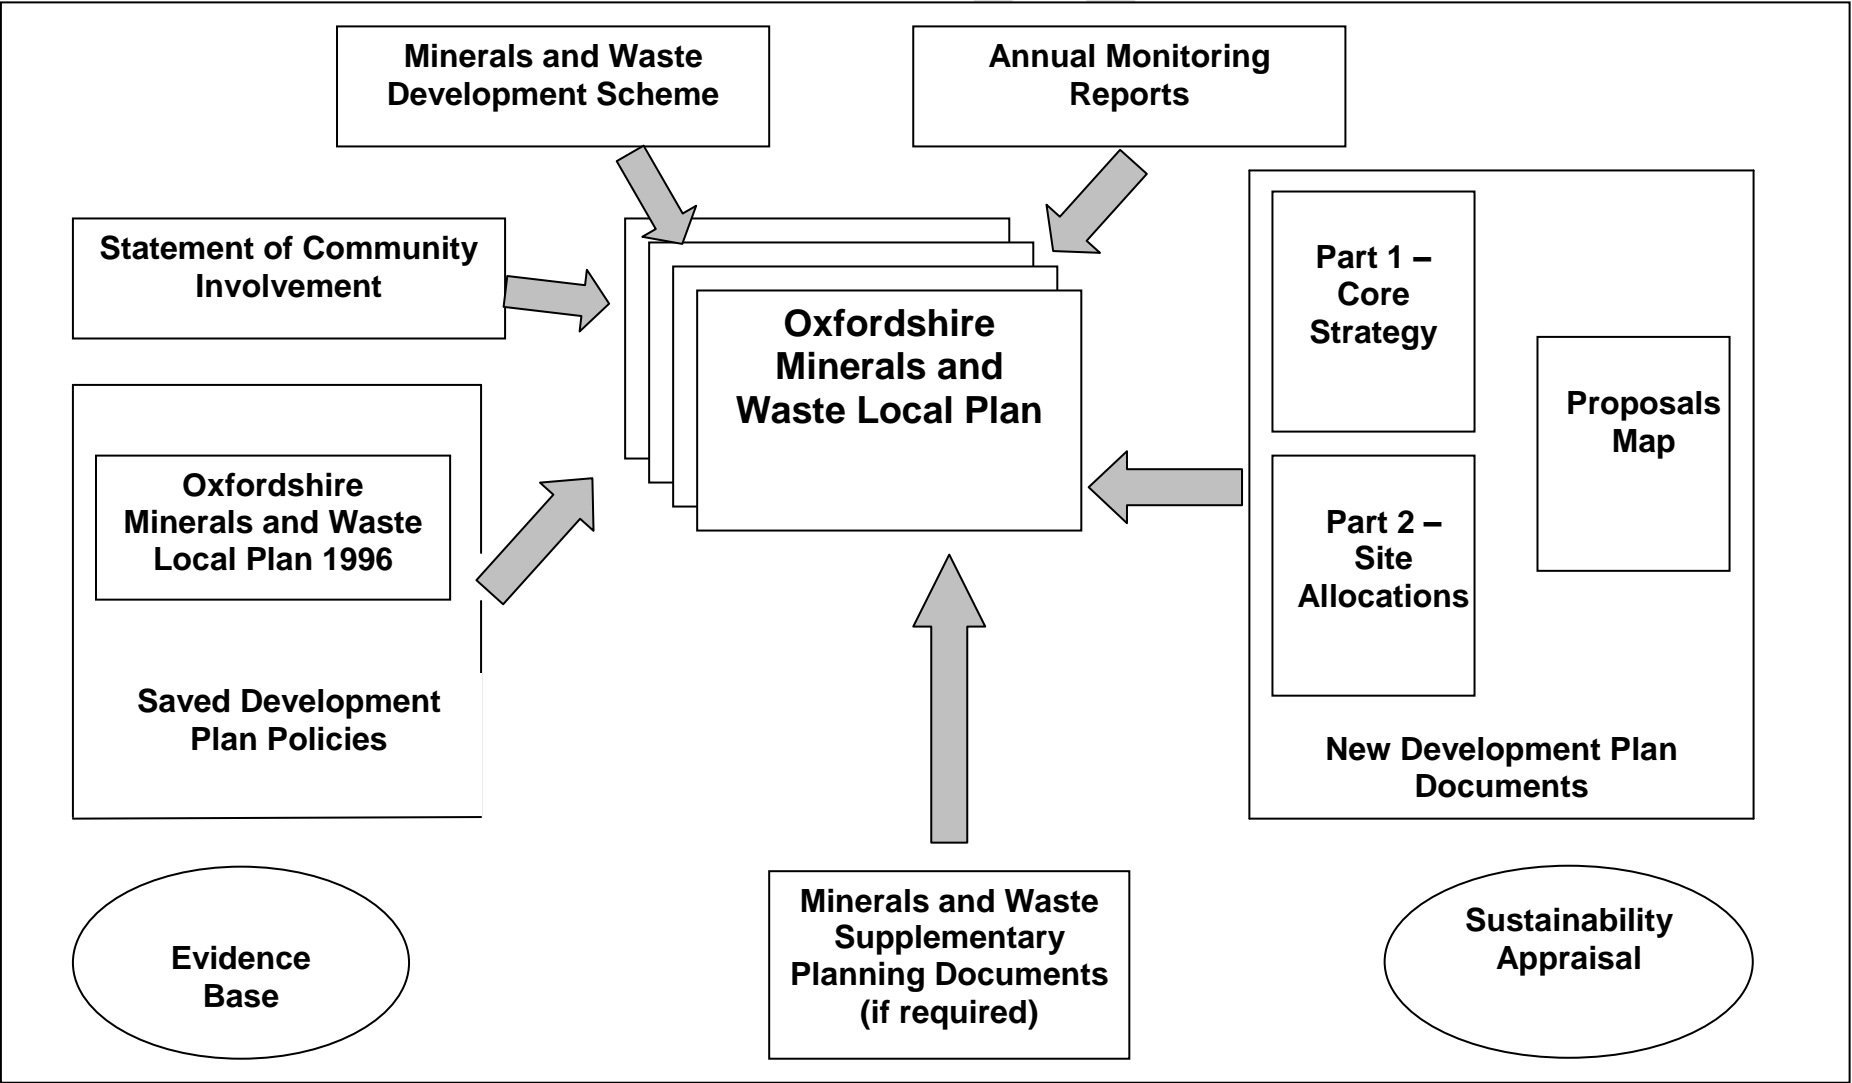 Minerals and Waste
Development Scheme
Annual Monitoring
Reports
Statement of Community
Involvement
Oxfordshire
Minerals and
Waste Local Plan
Part 1 –
Core
Strategy
Proposals
Map
Oxfordshire
Minerals and Waste
Local Plan 1996
Part 2 –
Site
Allocations
Saved Development
Plan Policies
New Development Plan
Documents
Evidence
Base
Minerals and Waste
Supplementary
Planning Documents
(if required)
Sustainability
Appraisal